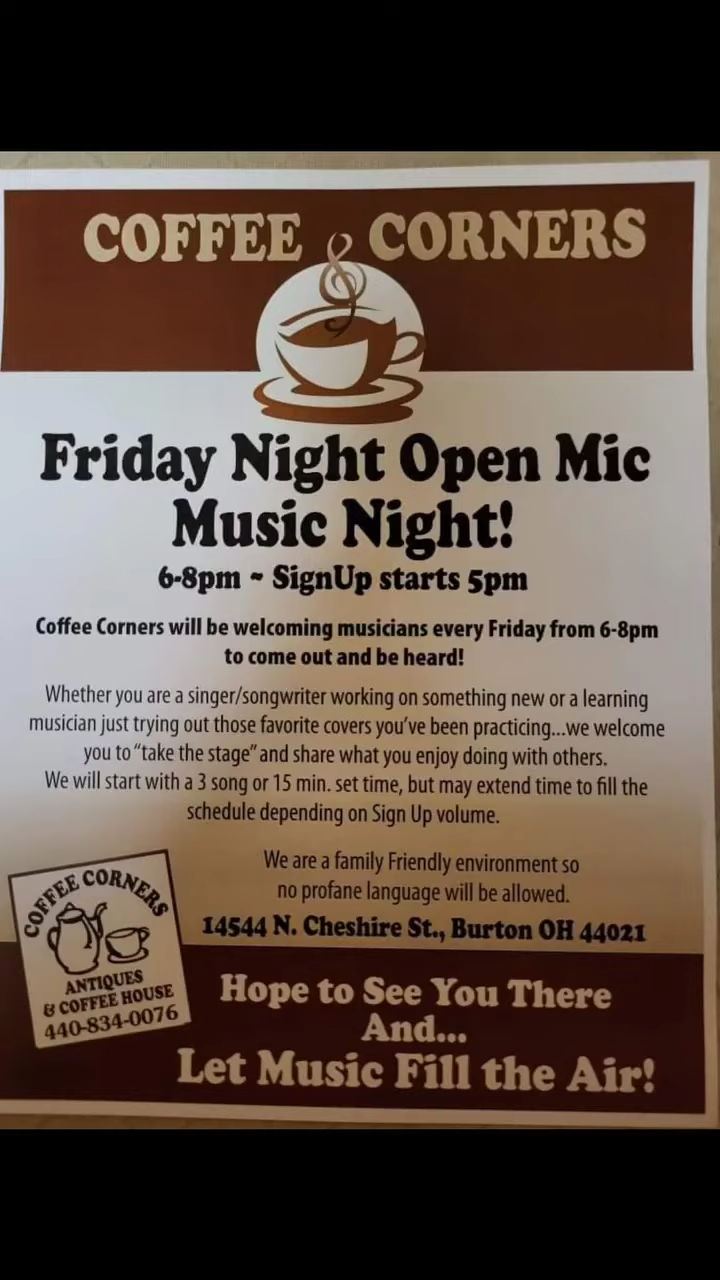 COFFEE CORNERS
Friday Night Open Mic
Music Night!
6-8pm ~ SignUp starts 5pm
Coffee Corners will be welcoming musicians every Friday from 6-8pm
to come out and be heard!
Whether you are a singer/songwriter working on something new or a learning
musician just trying out those favorite covers you've been practicing...we welcome
you to "take the stage" and share what you enjoy doing with others.
We will start with a 3 song or 15 min. set time, but may extend time to fill the
schedule depending on Sign Up volume.
We are a family Friendly environment so
no profane language will be allowed.
14544 N. Cheshire St., Burton OH 44021
COFFEE CORNERS
ANTIQUES
& COFFEE HOUSE
440-834-0076
Hope to See You There
And...
Let Music Fill the Air!